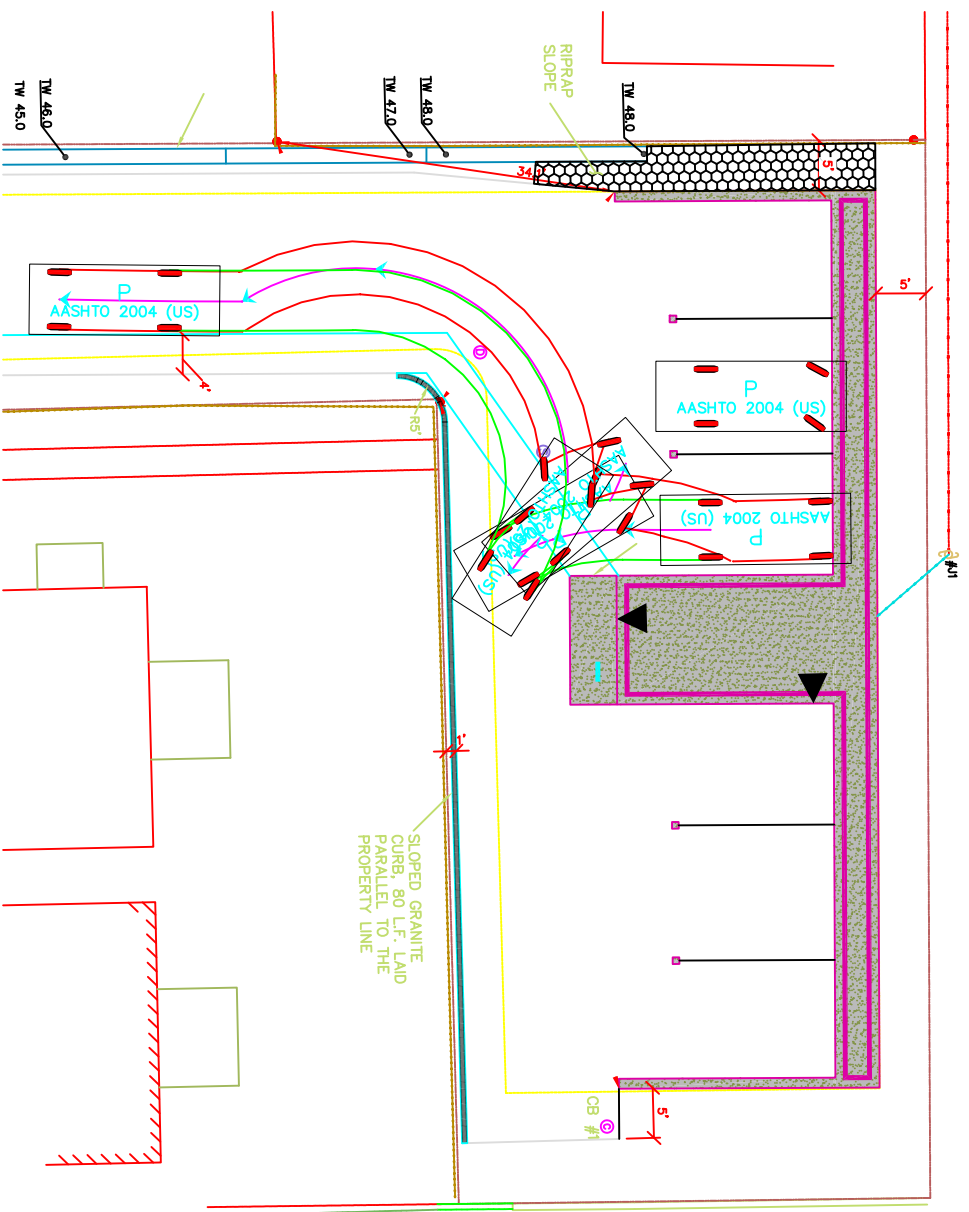 RIPRAP
SLOPE
TW 46.0
TW 45.0
TW 47.0
TW 48.0
TW 48.0
5'
34.1'
5'
P
AASHTO 2004 (US)
4'
R5'
D
P
AASHTO 2004 (US)
P
AASHTO 2004 (US)
#J1
1'
SLOPED GRANITE
CURB, 80 L.F. LAID
PARALLEL TO THE
PROPERTY LINE
CB #1
C
5'